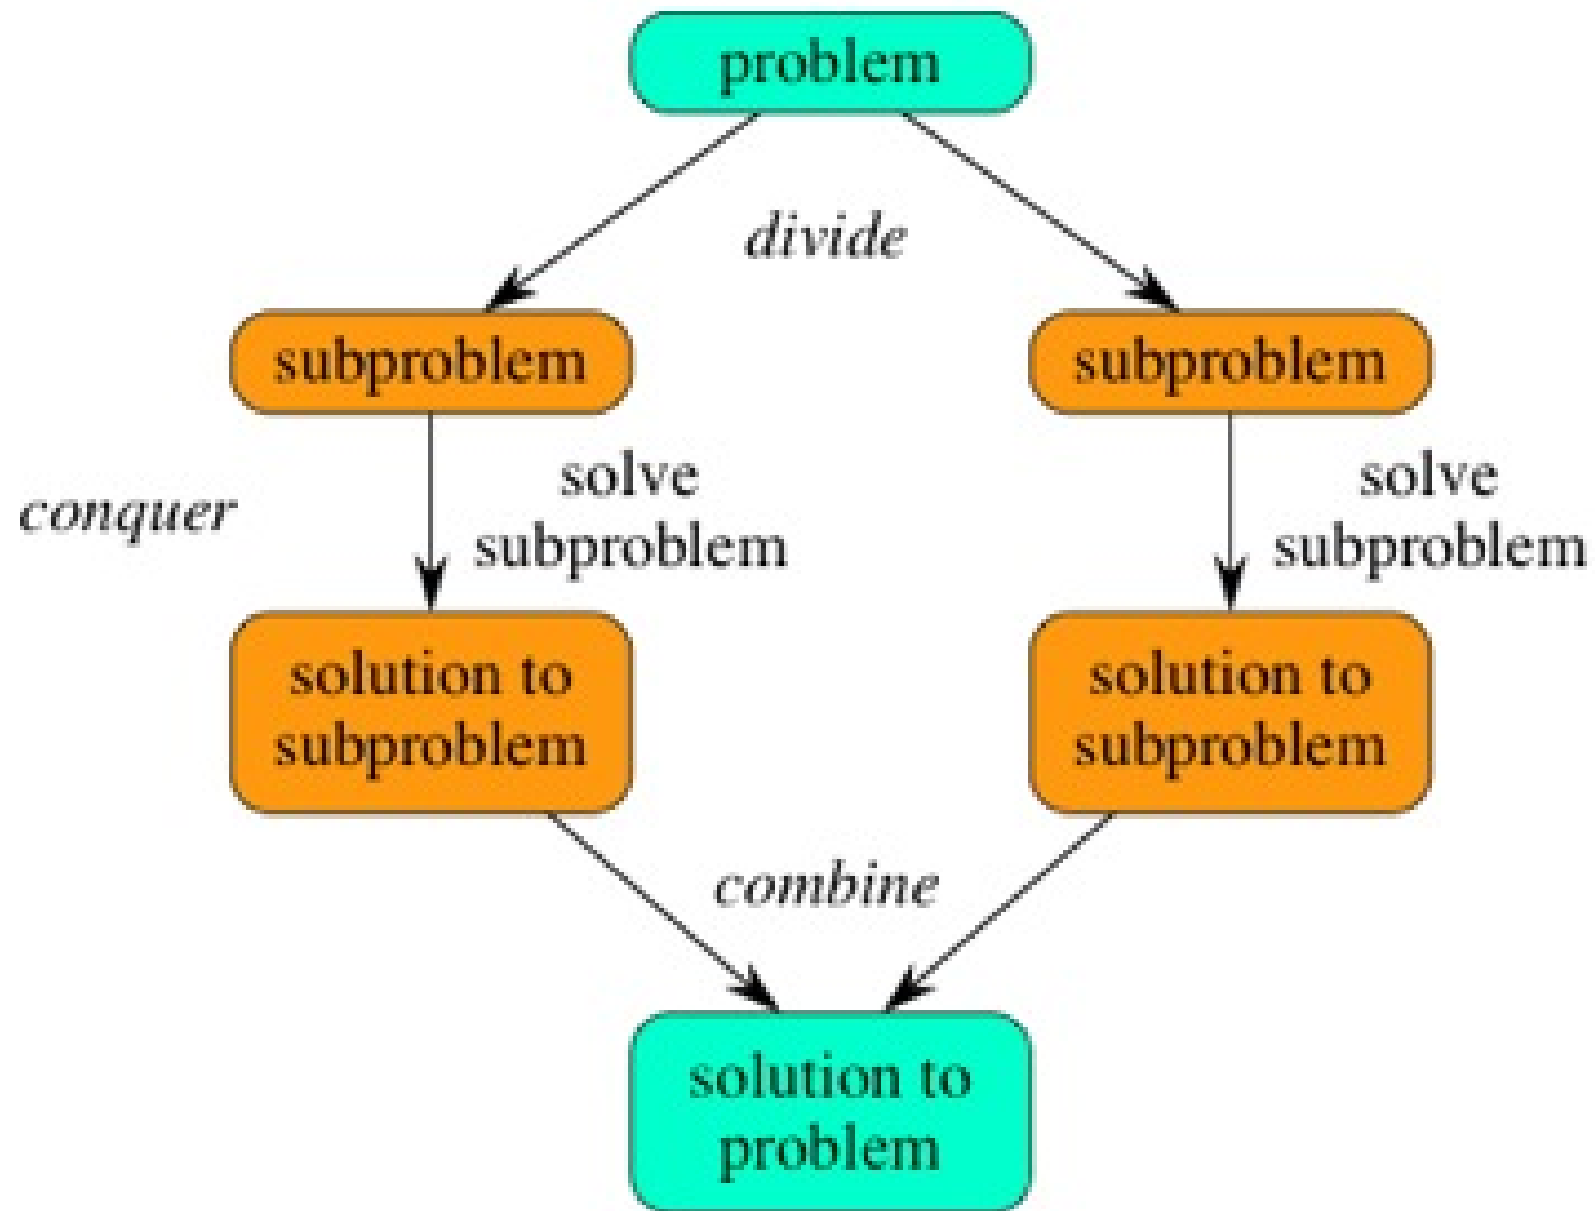 problem
divide
subproblem
subproblem
conquer
solve
subproblem
solve
subproblem
solution to
subproblem
solution to
subproblem
combine
solution to
problem